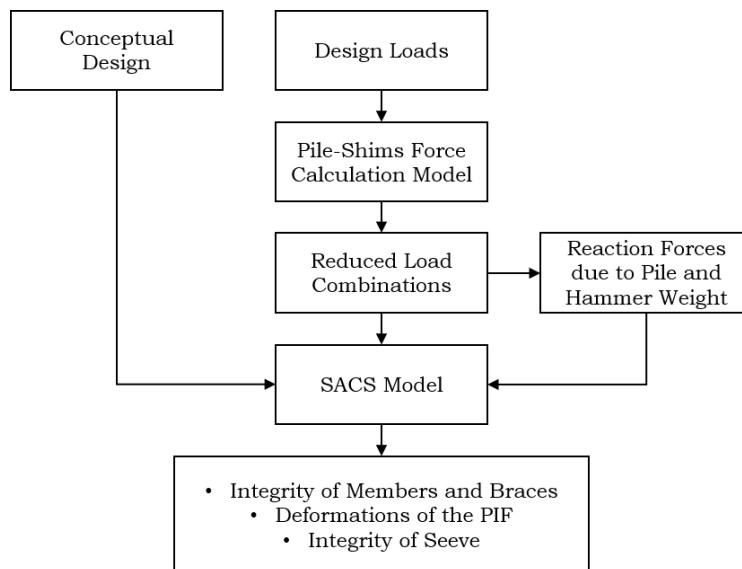 Conceptual
Design
Design Loads
Pile-Shims Force
Calculation Model
Reduced Load
Combinations
Reaction Forces
due to Pile and
Hammer Weight
SACS Model
• Integrity of Members and Braces
• Deformations of the PIF
• Integrity of Seeve